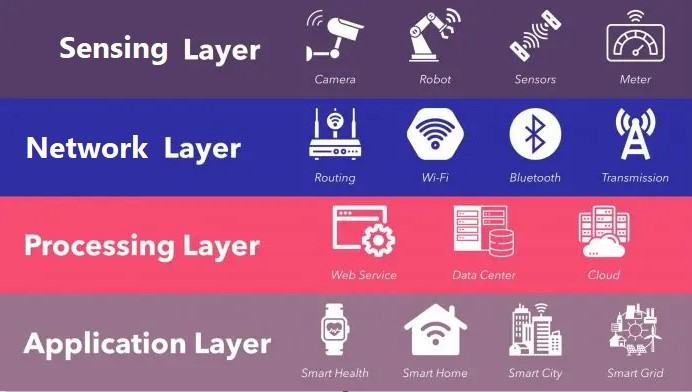 Sensing Layer
Camera Robot Sensors Meter
Network Layer
Routing Wi-Fi Bluetooth Transmission
Processing Layer
Web Service Data Center Cloud
Application Layer
Smart Health Smart Home Smart City Smart Grid